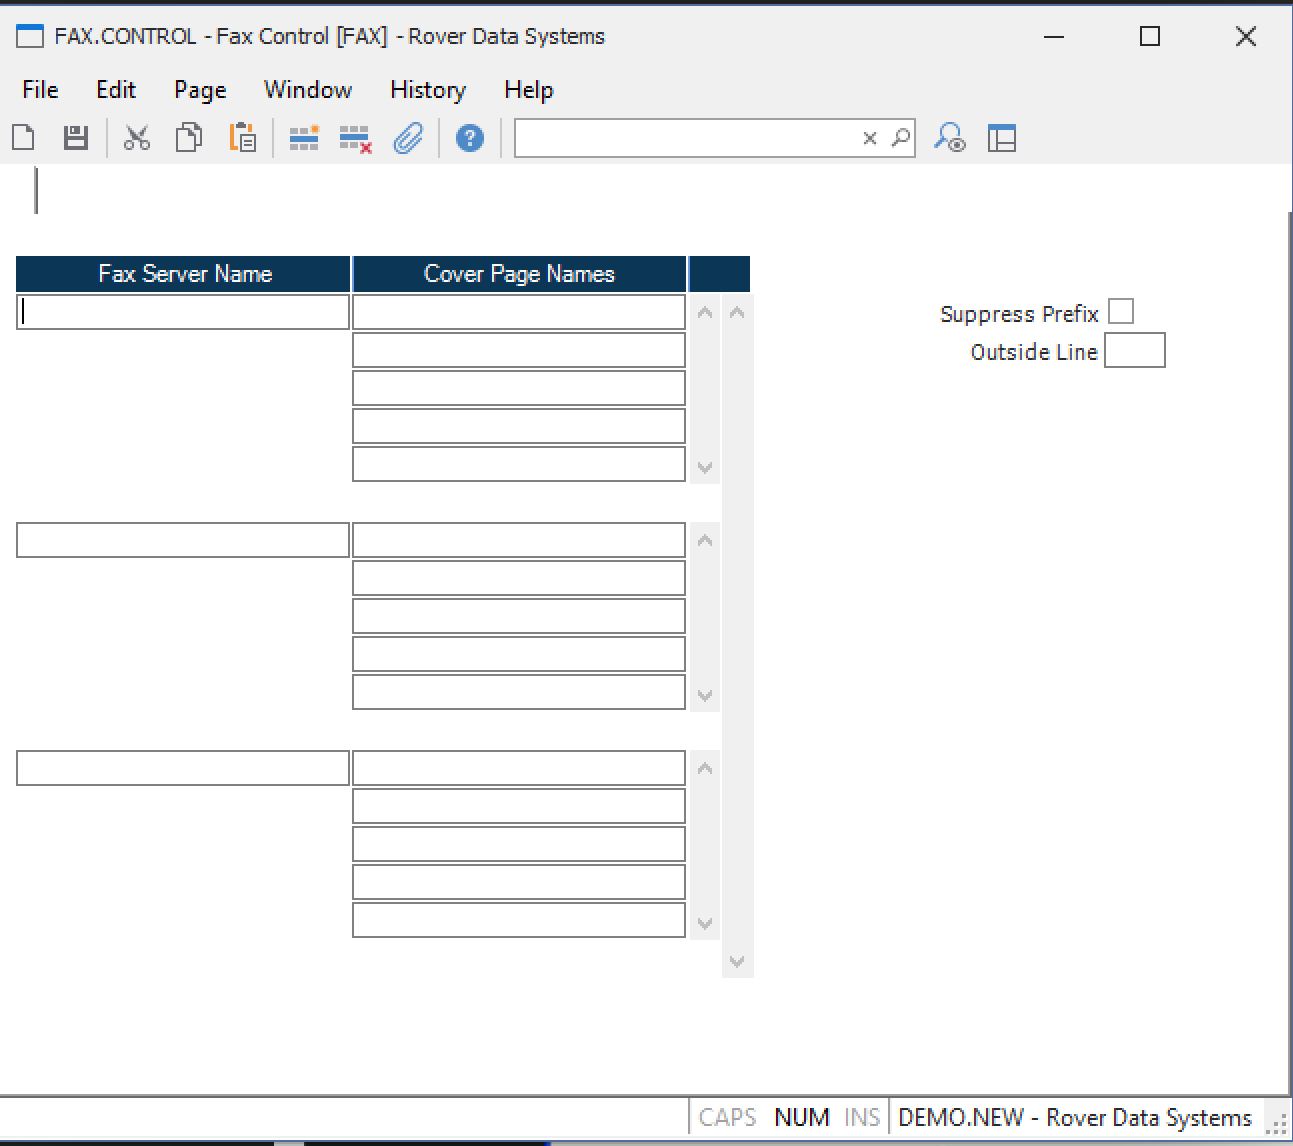 FAX.CONTROL - Fax Control [FAX] - Rover Data Systems
File Edit Page Window History Help
Fax Server Name Cover Page Names
Suppress Prefix
Outside Line
CAPS NUM INS DEMO.NEW - Rover Data Systems